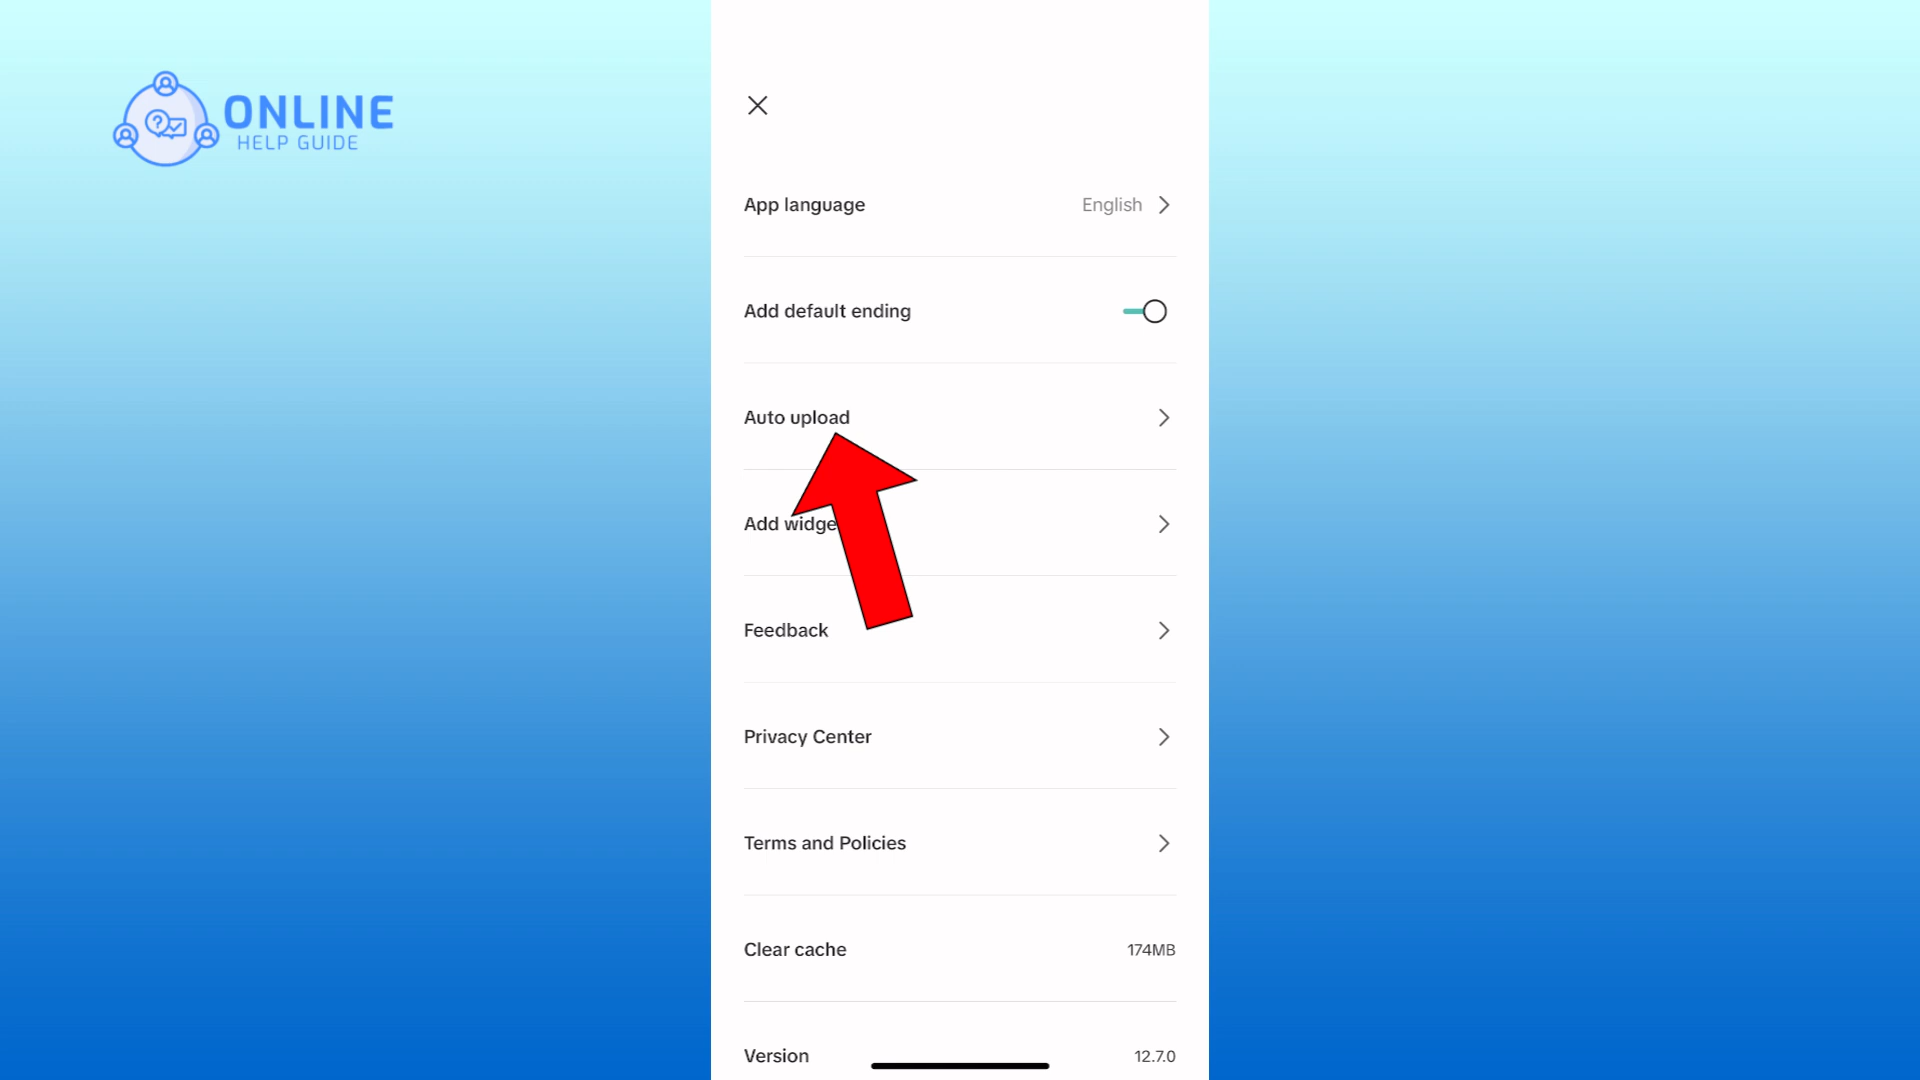 ONLINE
HELP GUIDE
App language English
Add default ending
Auto upload
Add widge
Feedback
Privacy Center
Terms and Policies
Clear cache 174MB
Version 12.7.0